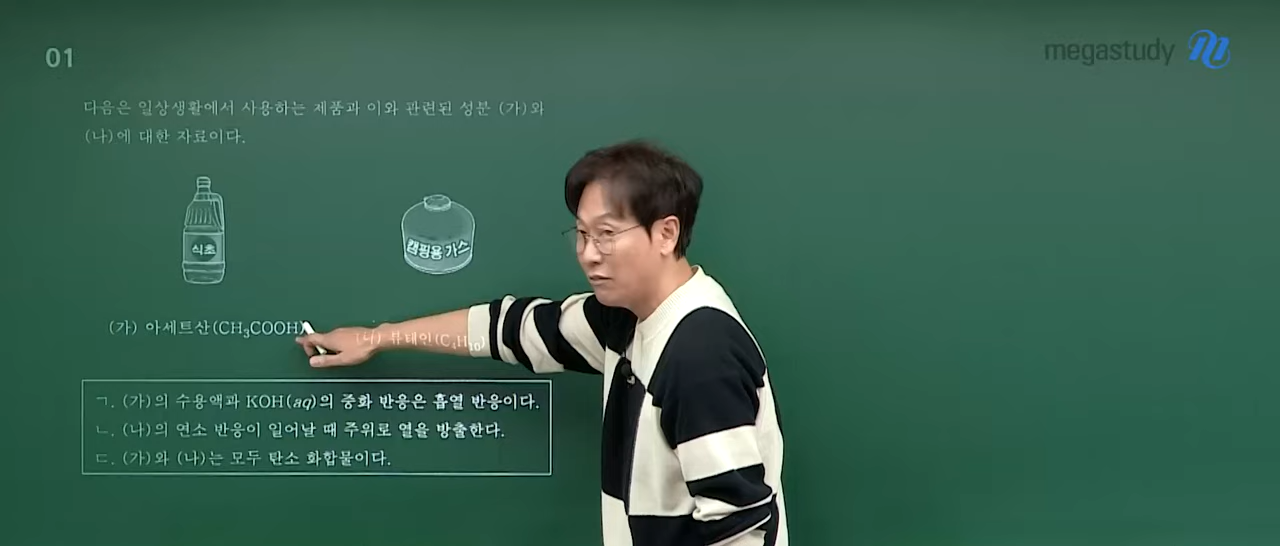 01
megastudy
다음은 일상생활에서 사용하는 제품과 이와 관련된 성분 (가)와
(나)에 대한 자료이다.
식초
캠핑용 가스
(가) 아세트산(CH₃COOH)
(나) 뷰테인(C₄H₁₀)
ㄱ. (가)의 수용액과 KOH(aq)의 중화 반응은 흡열 반응이다.
ㄴ. (나)의 연소 반응이 일어날 때 주위로 열을 방출한다.
ㄷ. (가)와 (나)는 모두 탄소 화합물이다.